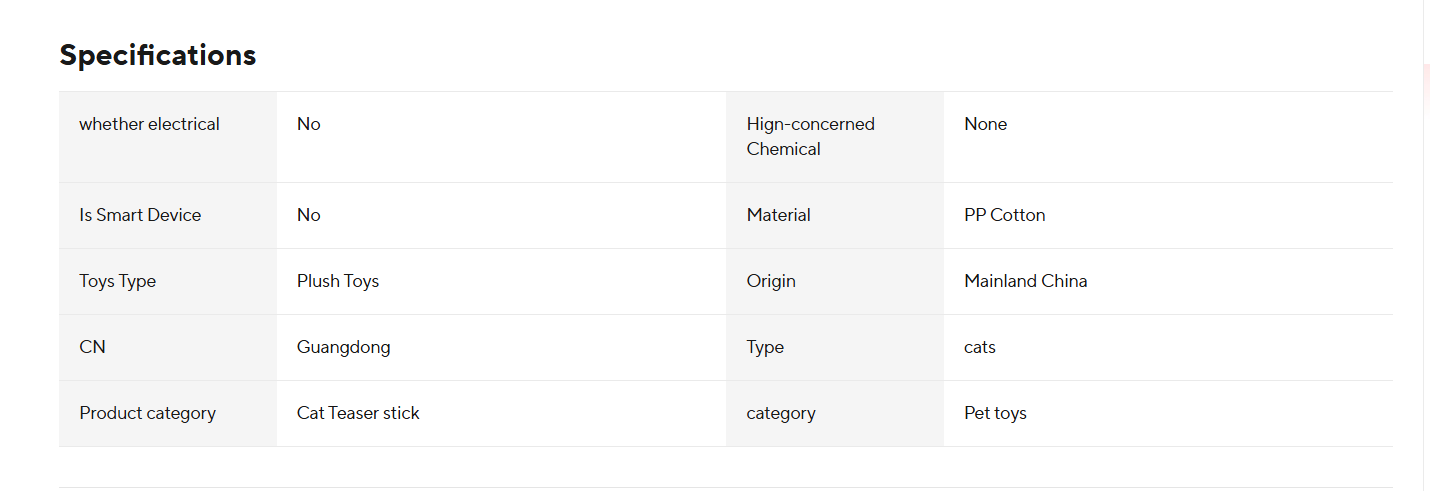 Specifications
whether electrical No Hign-concerned None
Chemical
Is Smart Device No Material PP Cotton
Toys Type Plush Toys Origin Mainland China
CN Guangdong Type cats
Product category Cat Teaser stick category Pet toys